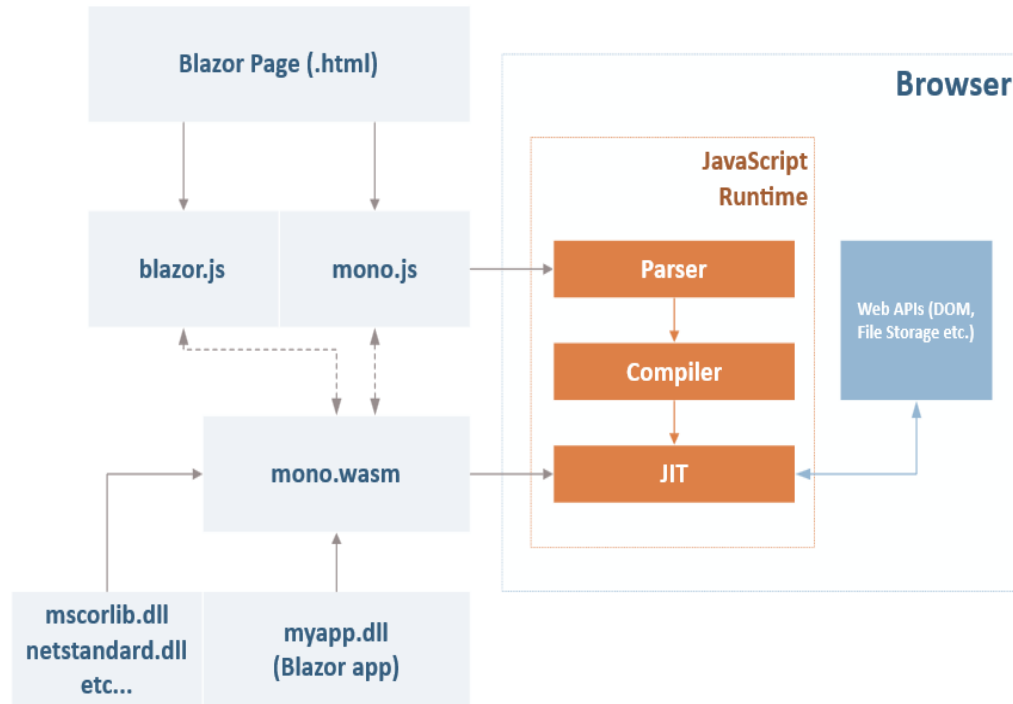 Blazor Page (.html)
Browser
JavaScript
Runtime
blazor.js
mono.js
Parser
Web APIs (DOM,
File Storage etc.)
Compiler
mono.wasm
JIT
mscorlib.dll
netstandard.dll
etc...
myapp.dll
(Blazor app)